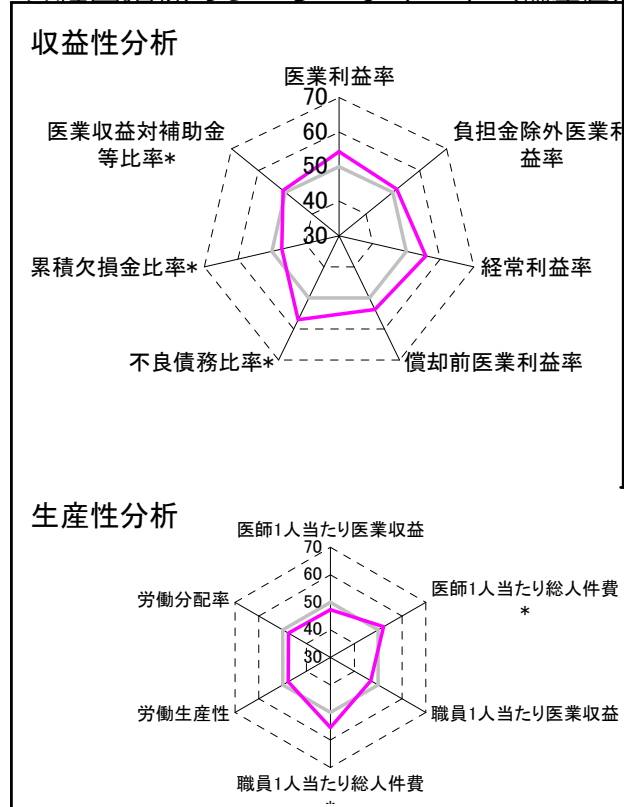 収益性分析
医業利益率
70
医業収益対補助金
等比率*
60
負担金除外医業利
益率
50
40
累積欠損金比率*
30
経常利益率
不良債務比率*
償却前医業利益率
生産性分析
医師1人当たり医業収益
70
労働分配率
60
医師1人当たり総人件費
*
50
40
30
労働生産性
職員1人当たり医業収益
職員1人当たり総人件費